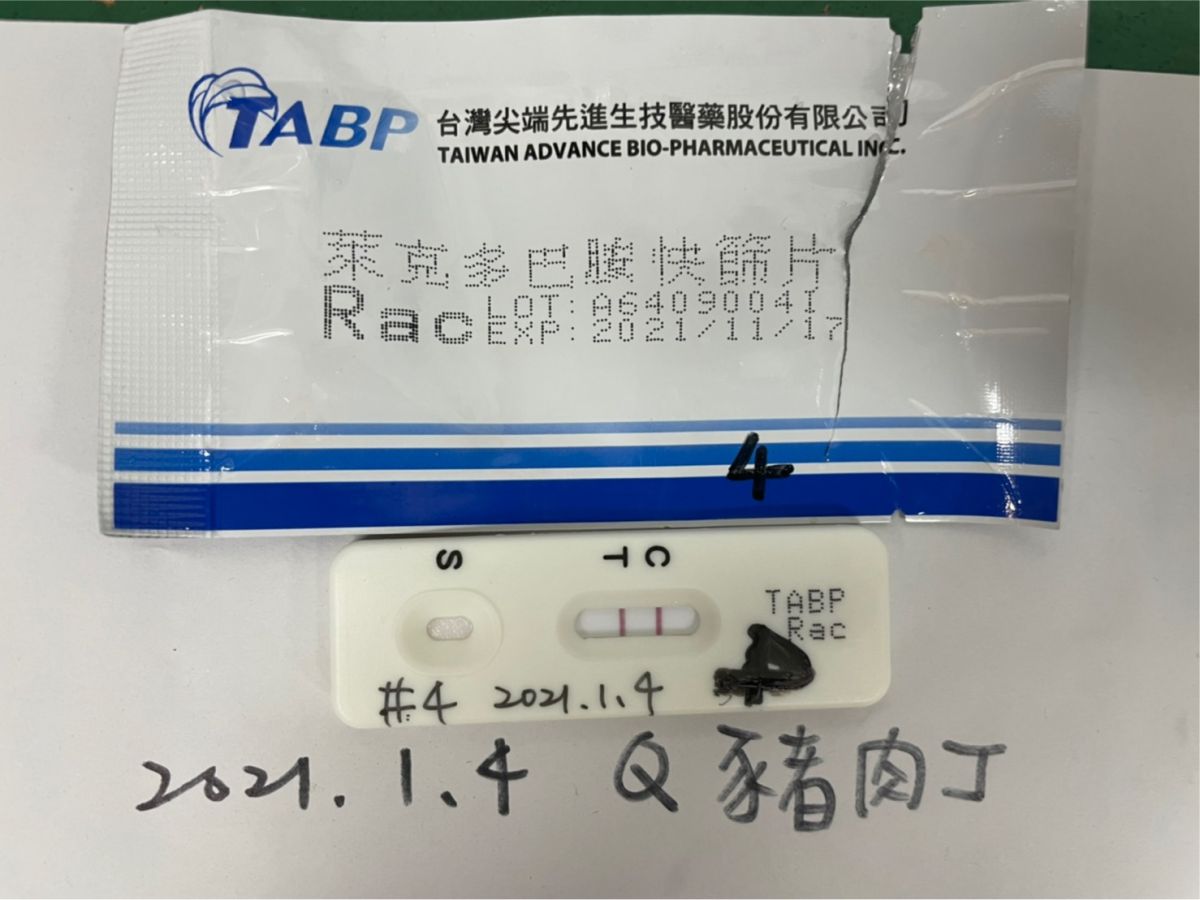 TABP 台灣尖端先進生技醫藥股份有限公司
TAIWAN ADVANCE BIO-PHARMACEUTICAL INC.
萊克多巴胺快篩片
Rac LOT:A6409004I
EXP:2021/11/17
4
S T C
TABP
Rac
#4 2021.1.4
2021.1.4 Q豬肉丁